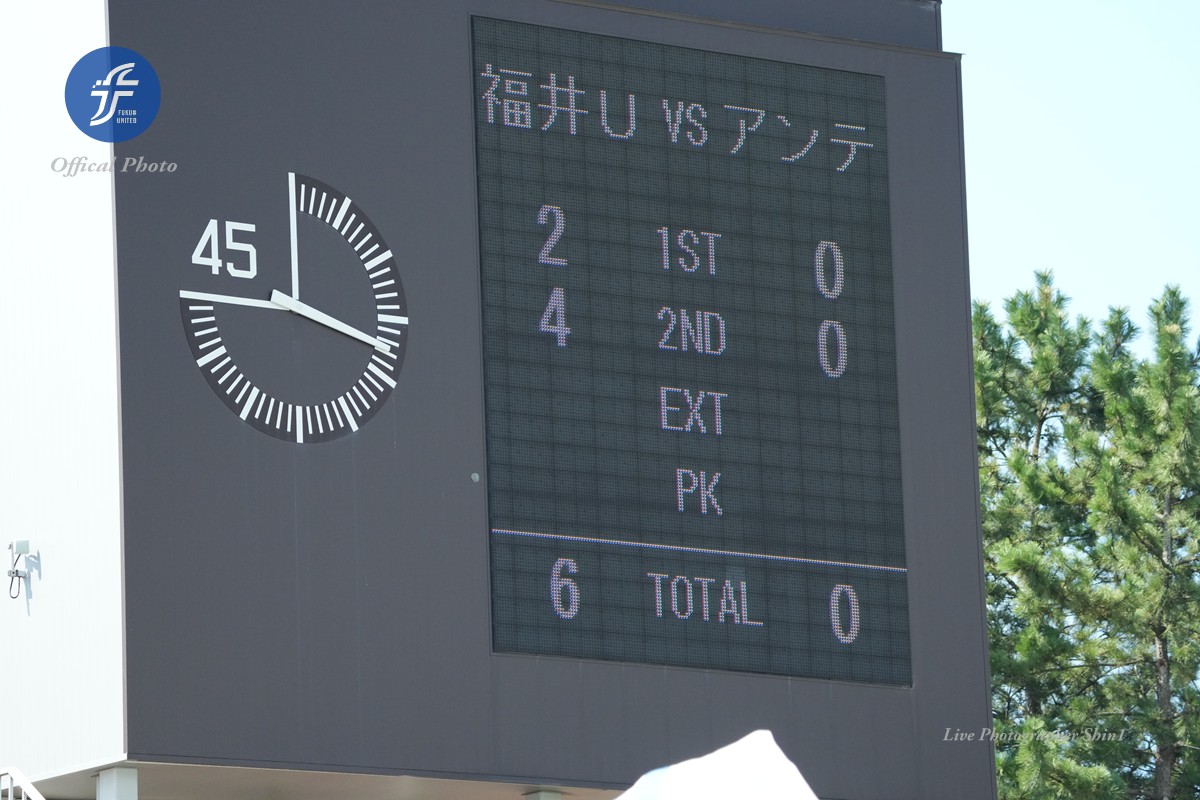 FUKUI
UNITED
Offical Photo
45
福井U VS アンテ
2 1ST 0
4 2ND 0
EXT
PK
6 TOTAL 0
Live Photographer Shin1